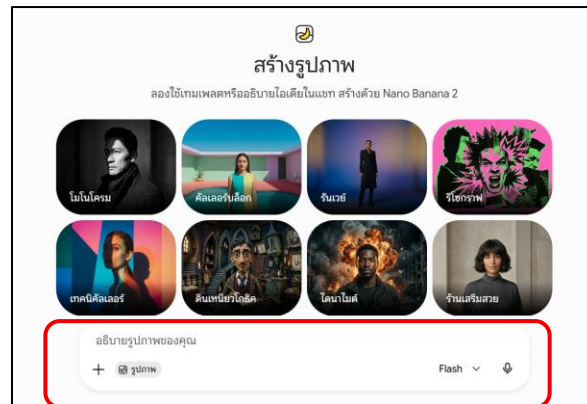 สร้างรูปภาพ
ลองใช้เทมเพลตหรืออธิบายไอเดียในแชท สร้างด้วย Nano Banana 2
โมโนโครม
คัลเลอร์บล็อก
รันเวย์
รีโซกราฟ
เทคนิคัลเลอร์
ดินเหนียวโกธิค
ไดนาไมต์
ร้านเสริมสวย
อธิบายรูปภาพของคุณ
+ รูปภาพ Flash